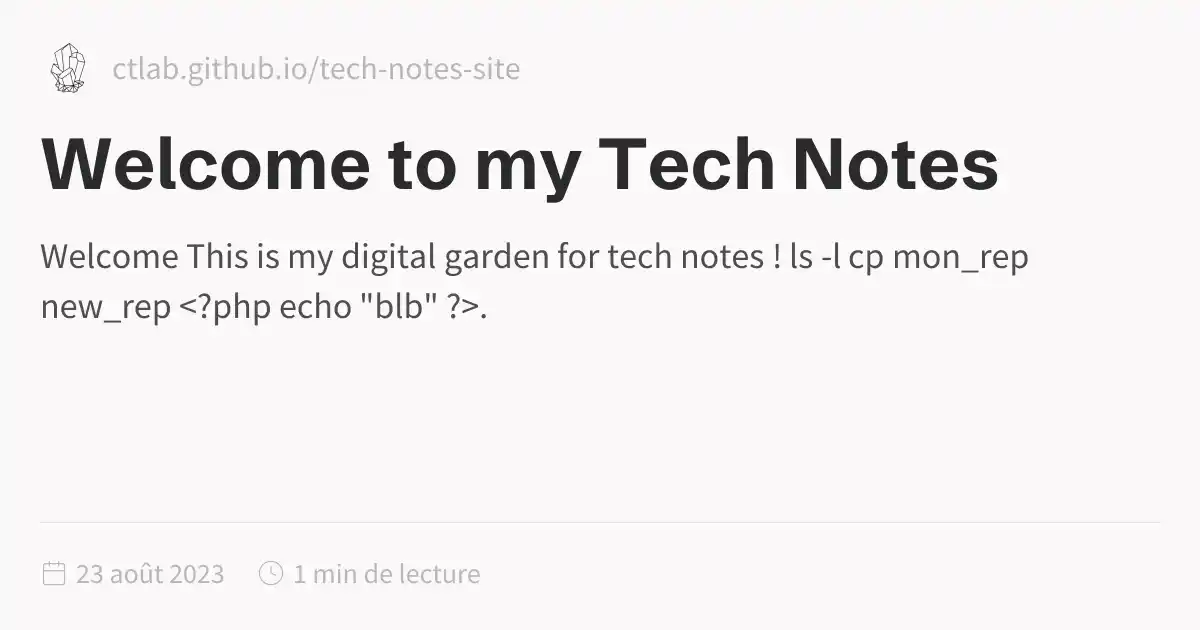 ctlab.github.io/tech-notes-site
Welcome to my Tech Notes
Welcome This is my digital garden for tech notes ! ls -l cp mon_rep
new_rep <?php echo "blb" ?>.
23 août 2023 1 min de lecture